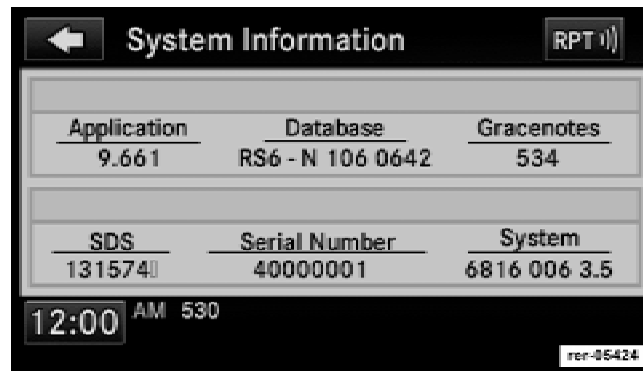 System Information RPT
Application Database Gracenotes
9.661 RS6 - N 106 0642 534
SDS Serial Number System
131574▯ 40000001 6816 006 3.5
12:00 AM 530
rer-05424